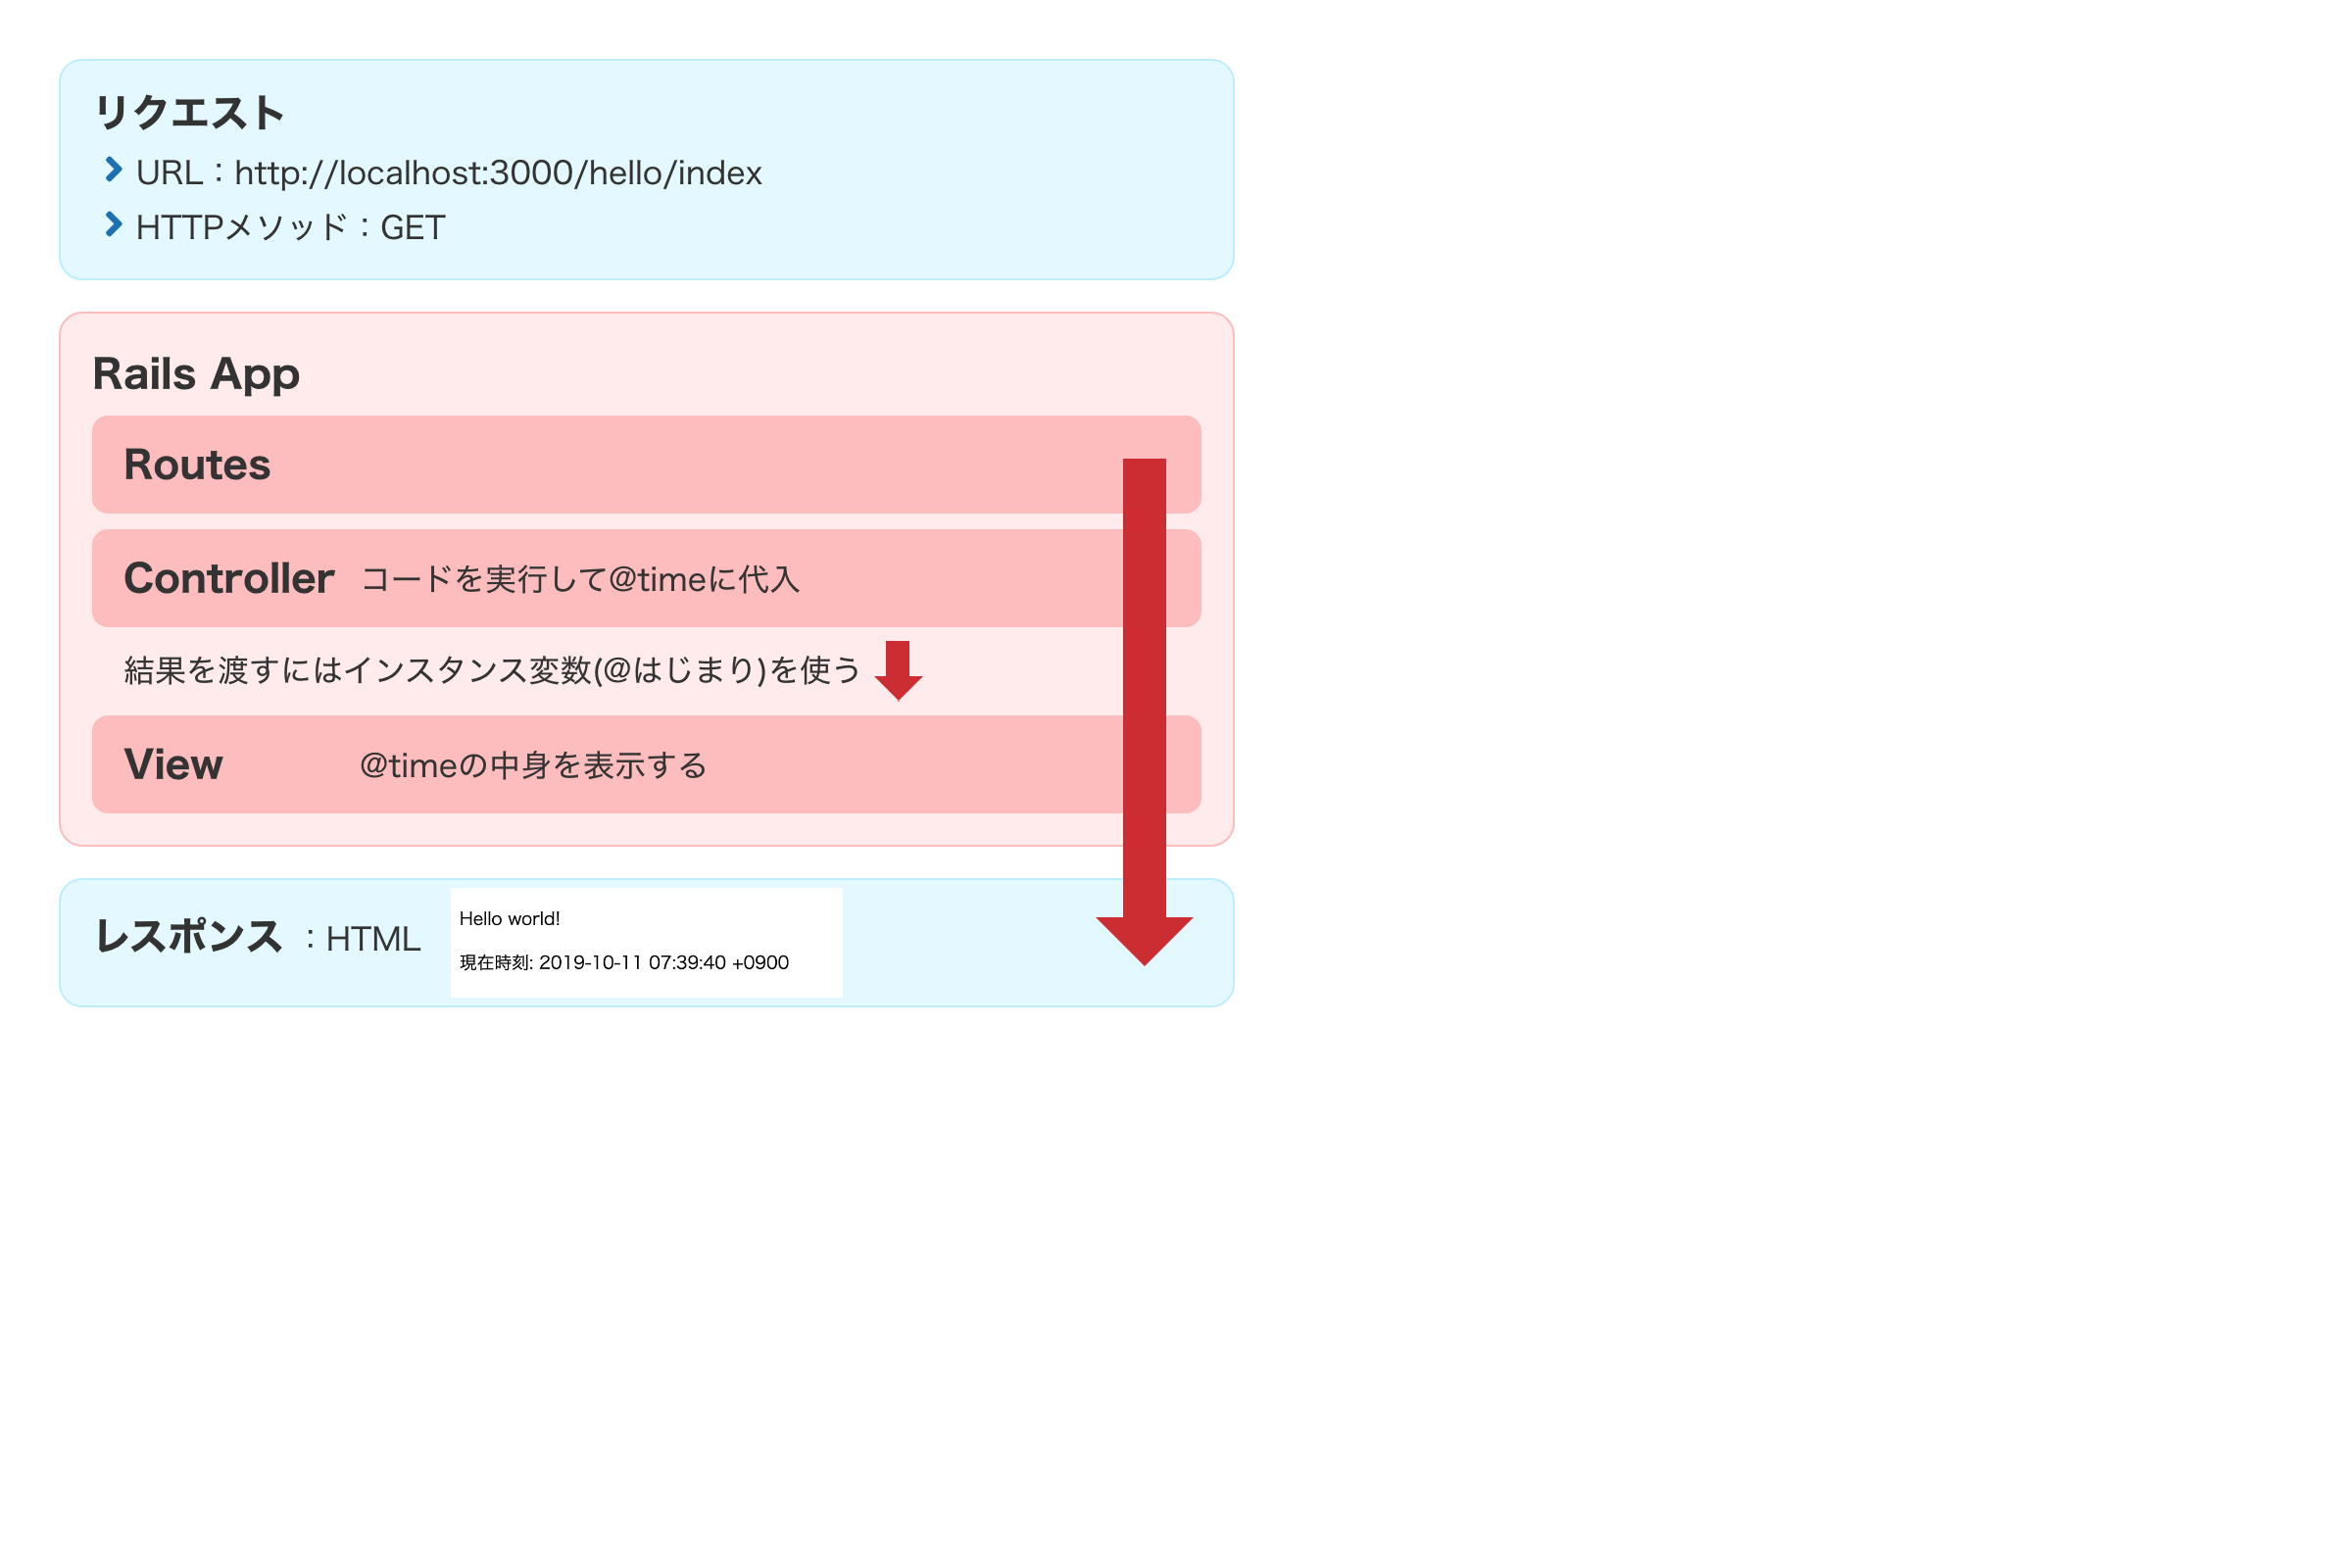 リクエスト
URL：http://localhost:3000/hello/index
HTTPメソッド：GET
Rails App
Routes
Controller コードを実行して@timeに代入
結果を渡すにはインスタンス変数(@はじまり)を使う
View @timeの中身を表示する
レスポンス ：HTML
Hello world!
現在時刻: 2019-10-11 07:39:40 +0900